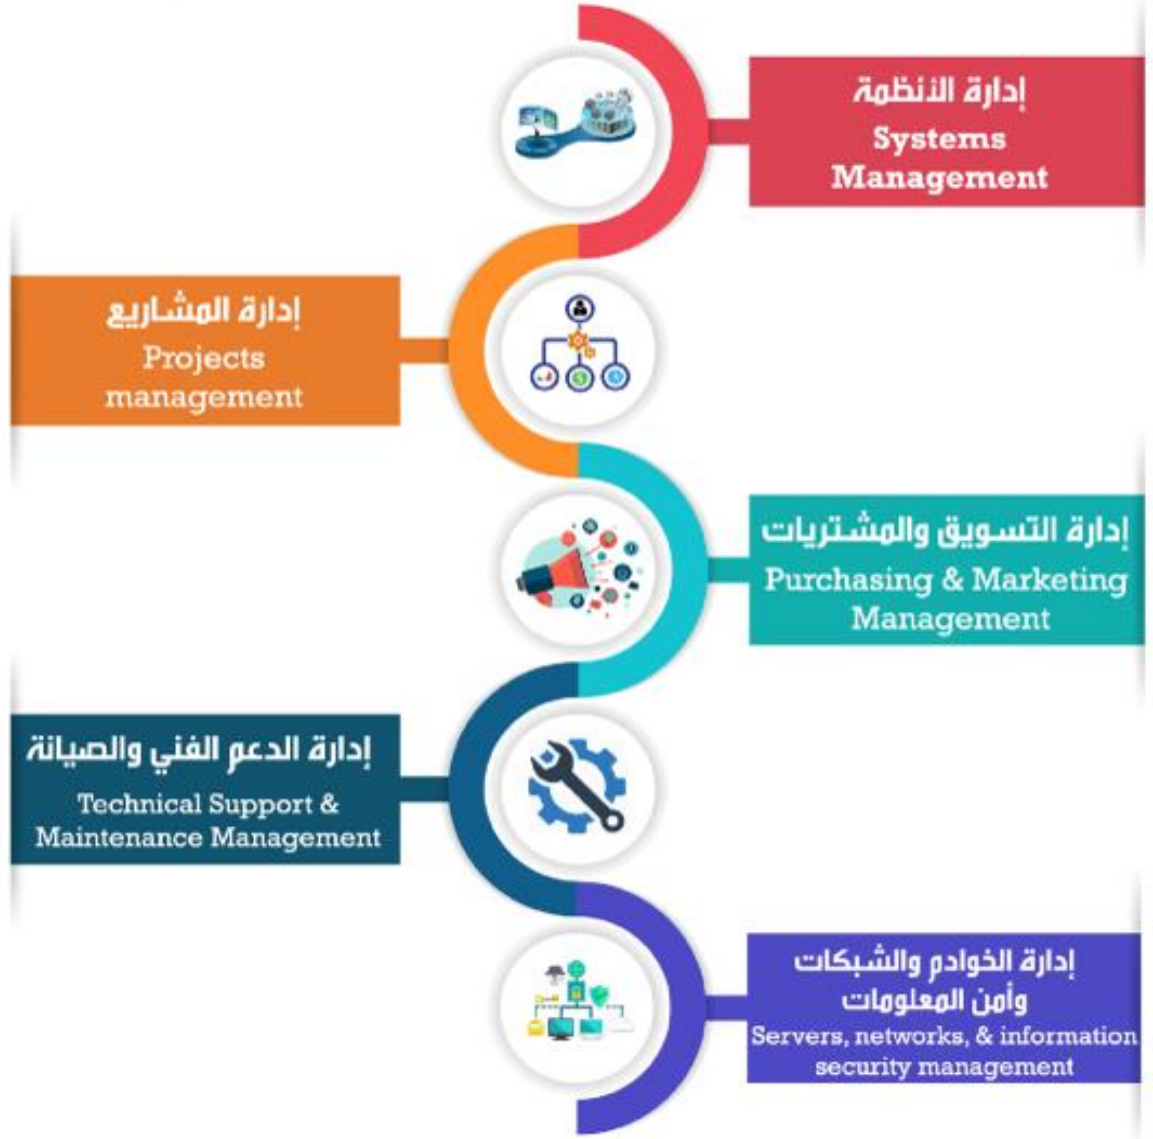 إدارة الأنظمة
Systems
Management
إدارة المشاريع
Projects
management
إدارة التسويق والمشتريات
Purchasing & Marketing
Management
إدارة الدعم الفني والصيانة
Technical Support &
Maintenance Management
إدارة الخوادم والشبكات
وأمن المعلومات
Servers, networks, & information
security management